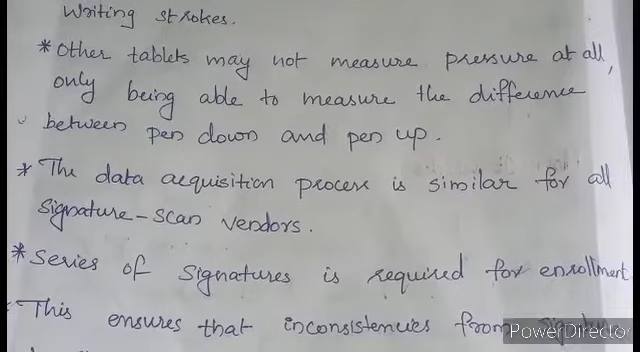 writing strokes.
* Other tablets may not measure pressure at all,
only being able to measure the difference
between pen down and pen up.
* The data acquisition process is similar for all
signature-scan vendors.
* Series of signatures is required for enrollment
* This ensures that inconsistencies from
PowerDirector